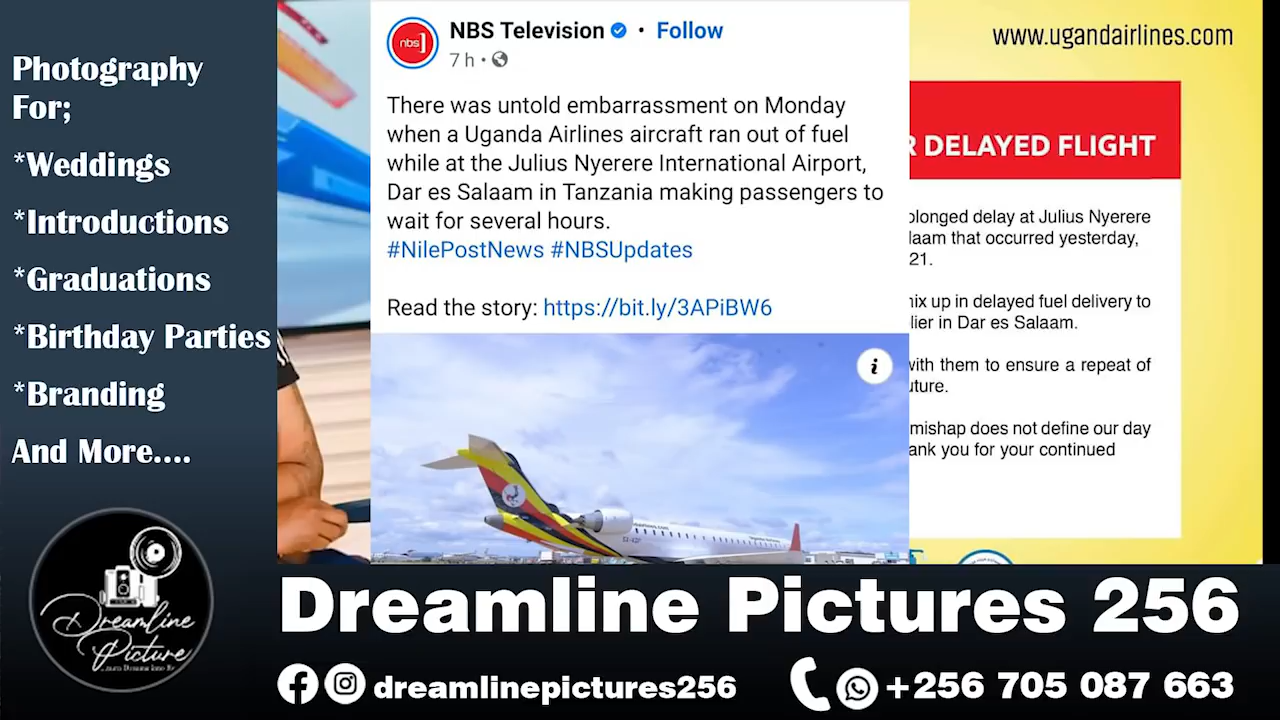 Photography
For;
*Weddings
*Introductions
*Graduations
*Birthday Parties
*Branding
And More....
Dreamline
Picture
nbs
NBS Television • Follow
7 h •
There was untold embarrassment on Monday
when a Uganda Airlines aircraft ran out of fuel
while at the Julius Nyerere International Airport,
Dar es Salaam in Tanzania making passengers to
wait for several hours.
#NilePostNews #NBSUpdates
Read the story: https://bit.ly/3APiBW6
www.ugandairlines.com
R DELAYED FLIGHT
olonged delay at Julius Nyerere
laam that occurred yesterday,
21.
mix up in delayed fuel delivery to
lier in Dar es Salaam.
with them to ensure a repeat of
uture.
mishap does not define our day
ank you for your continued
Dreamline Pictures 256
dreamlinepictures256
+256 705 087 663